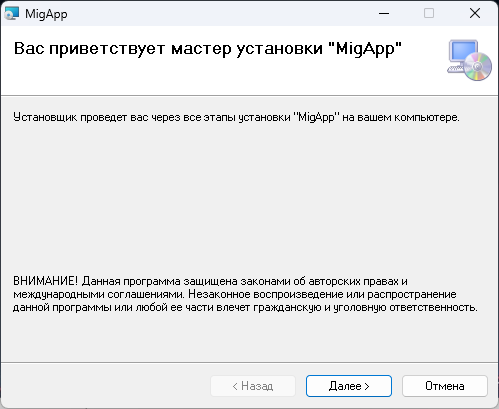 MigApp
Вас приветствует мастер установки "MigApp"
Установщик проведет вас через все этапы установки "MigApp" на вашем компьютере.
ВНИМАНИЕ! Данная программа защищена законами об авторских правах и
международными соглашениями. Незаконное воспроизведение или распространение
данной программы или любой ее части влечет гражданскую и уголовную ответственность.
< Назад
Далее >
Отмена